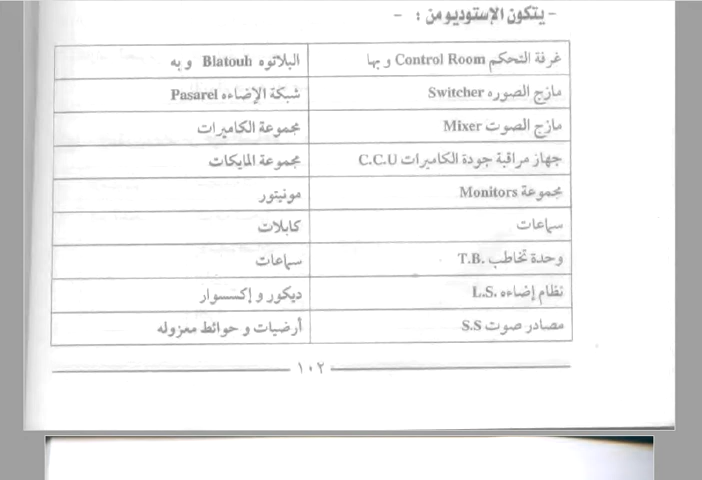 - يتكون الإستوديو من : -
غرفة التحكم Control Room و بها البلاتوه Blatouh و به
مازج الصوره Switcher شبكة الإضاءه Pasarel
مازج الصوت Mixer مجموعة الكاميرات
جهاز مراقبة جودة الكاميرات C.C.U مجموعة المايكات
مجموعة Monitors مونيتور
سماعات كابلات
وحدة تخاطب T.B. سماعات
نظام إضاءه L.S. ديكور و إكسسوار
مصادر صوت S.S أرضيات و حوائط معزوله
١٠٢